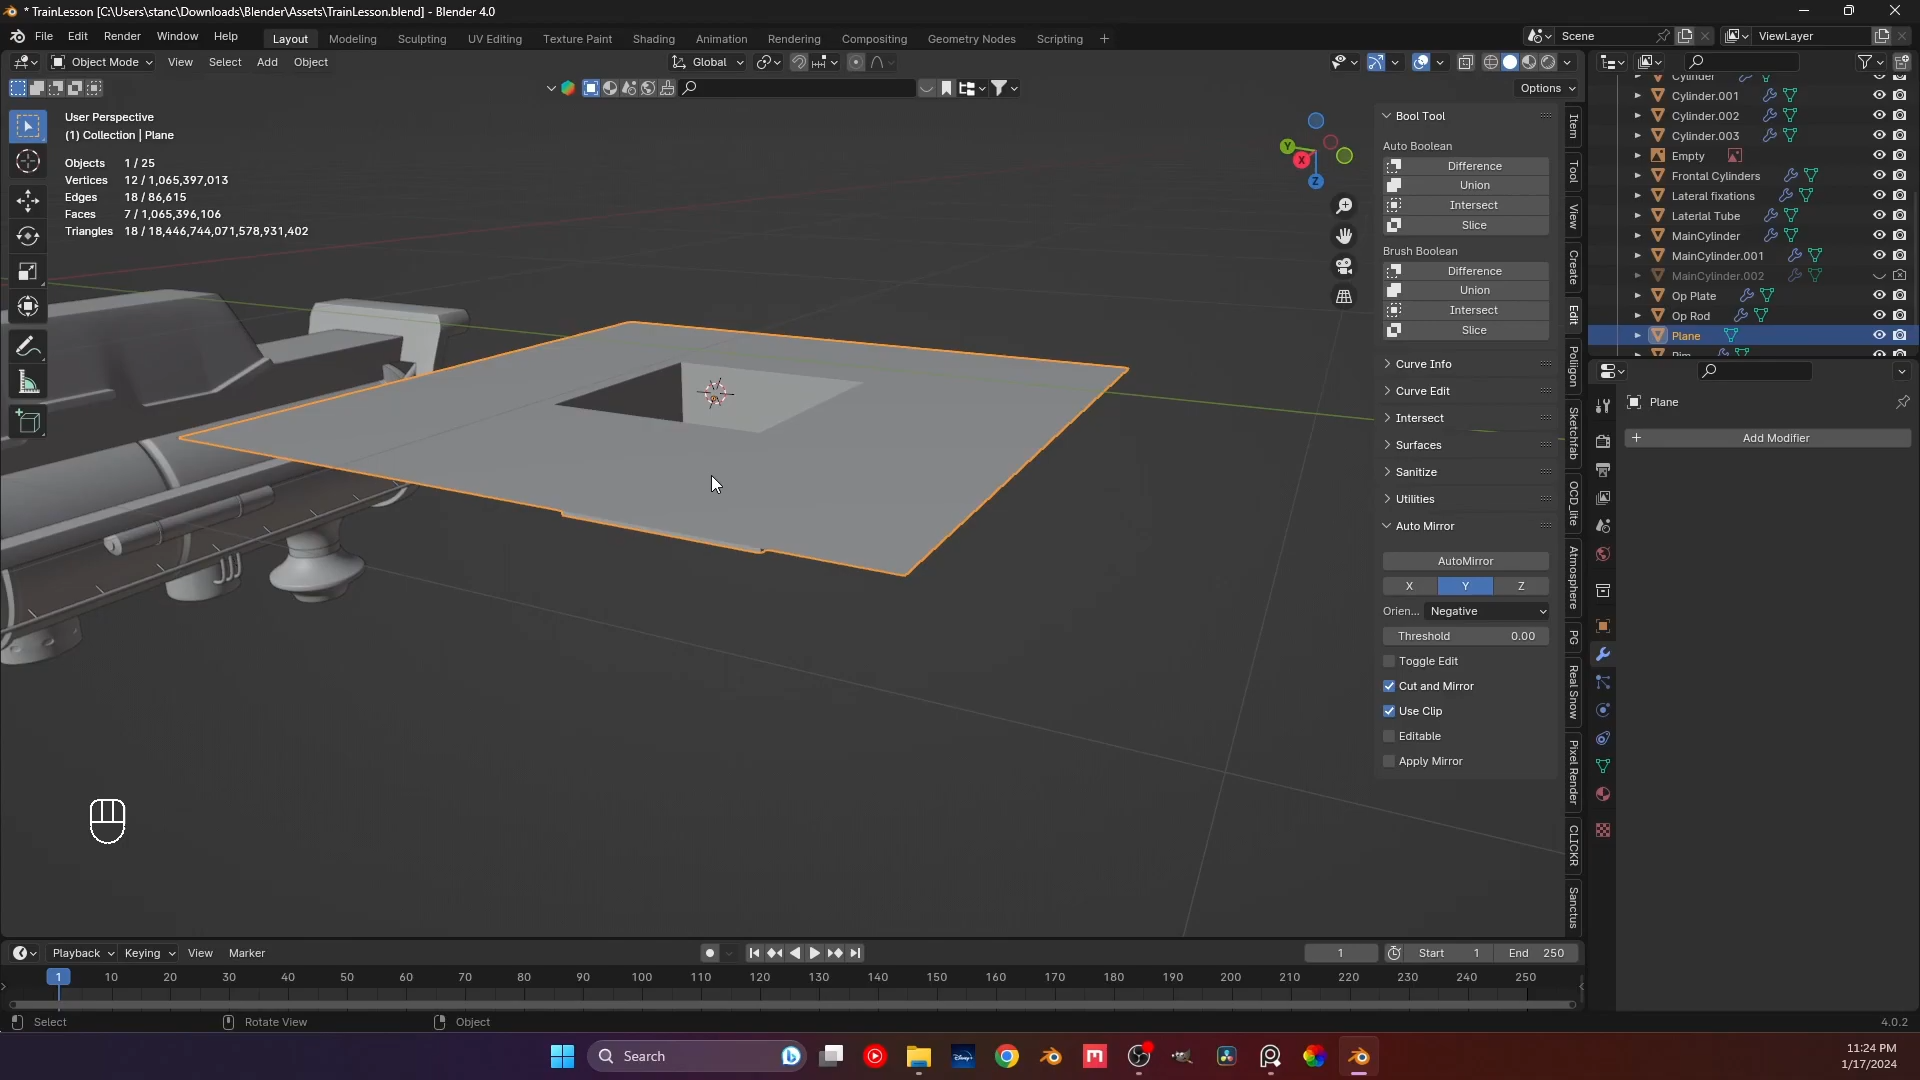 * TrainLesson [C:\Users\stanc\Downloads\Blender\Assets\TrainLesson.blend] - Blender 4.0
File Edit Render Window Help
Layout Modeling Sculpting UV Editing Texture Paint Shading Animation Rendering Compositing Geometry Nodes Scripting +
Scene
ViewLayer
Object Mode View Select Add Object
Global
Options
User Perspective
(1) Collection | Plane
Objects 1 / 25
Vertices 12 / 1,065,397,013
Edges 18 / 86,615
Faces 7 / 1,065,396,106
Triangles 18 / 18,446,744,071,578,931,402
Y
X
Z
Bool Tool
Auto Boolean
Difference
Union
Intersect
Slice
Brush Boolean
Difference
Union
Intersect
Slice
Curve Info
Curve Edit
Intersect
Surfaces
Sanitize
Utilities
Auto Mirror
AutoMirror
X Y Z
Orien... Negative
Threshold 0.00
Toggle Edit
Cut and Mirror
Use Clip
Editable
Apply Mirror
Item
Tool
View
Create
Edit
Poliigon
Sketchfab
OCD_lite
Atmosphere
PG
Real Snow
Pixel Render
CLICKR
Sanctus
Cylinder
Cylinder.001
Cylinder.002
Cylinder.003
Empty
Frontal Cylinders
Lateral fixations
Laterlal Tube
MainCylinder
MainCylinder.001
MainCylinder.002
Op Plate
Op Rod
Plane
Rim
Plane
+ Add Modifier
Playback Keying View Marker
1
Start 1
End 250
1 10 20 30 40 50 60 70 80 90 100 110 120 130 140 150 160 170 180 190 200 210 220 230 240 250
Select
Rotate View
Object
4.0.2
Search
11:24 PM
1/17/2024